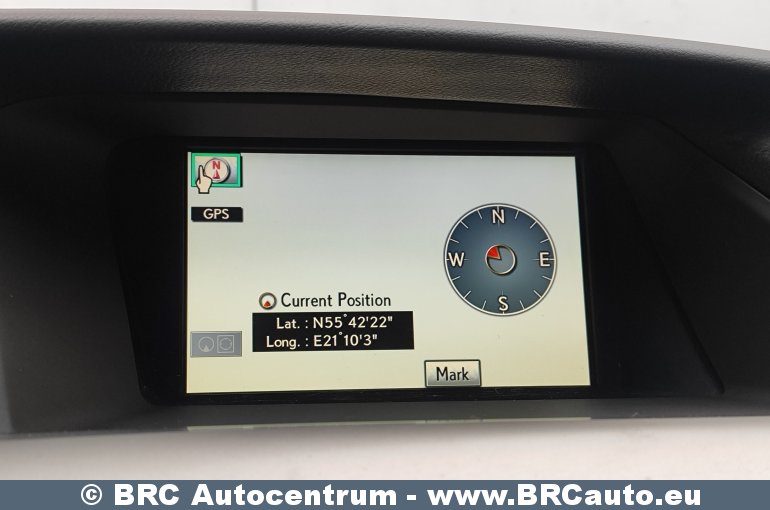 N
GPS
N
W E
S
Current Position
Lat. : N55°42'22"
Long. : E21°10'3"
Mark
© BRC Autocentrum - www.BRCauto.eu